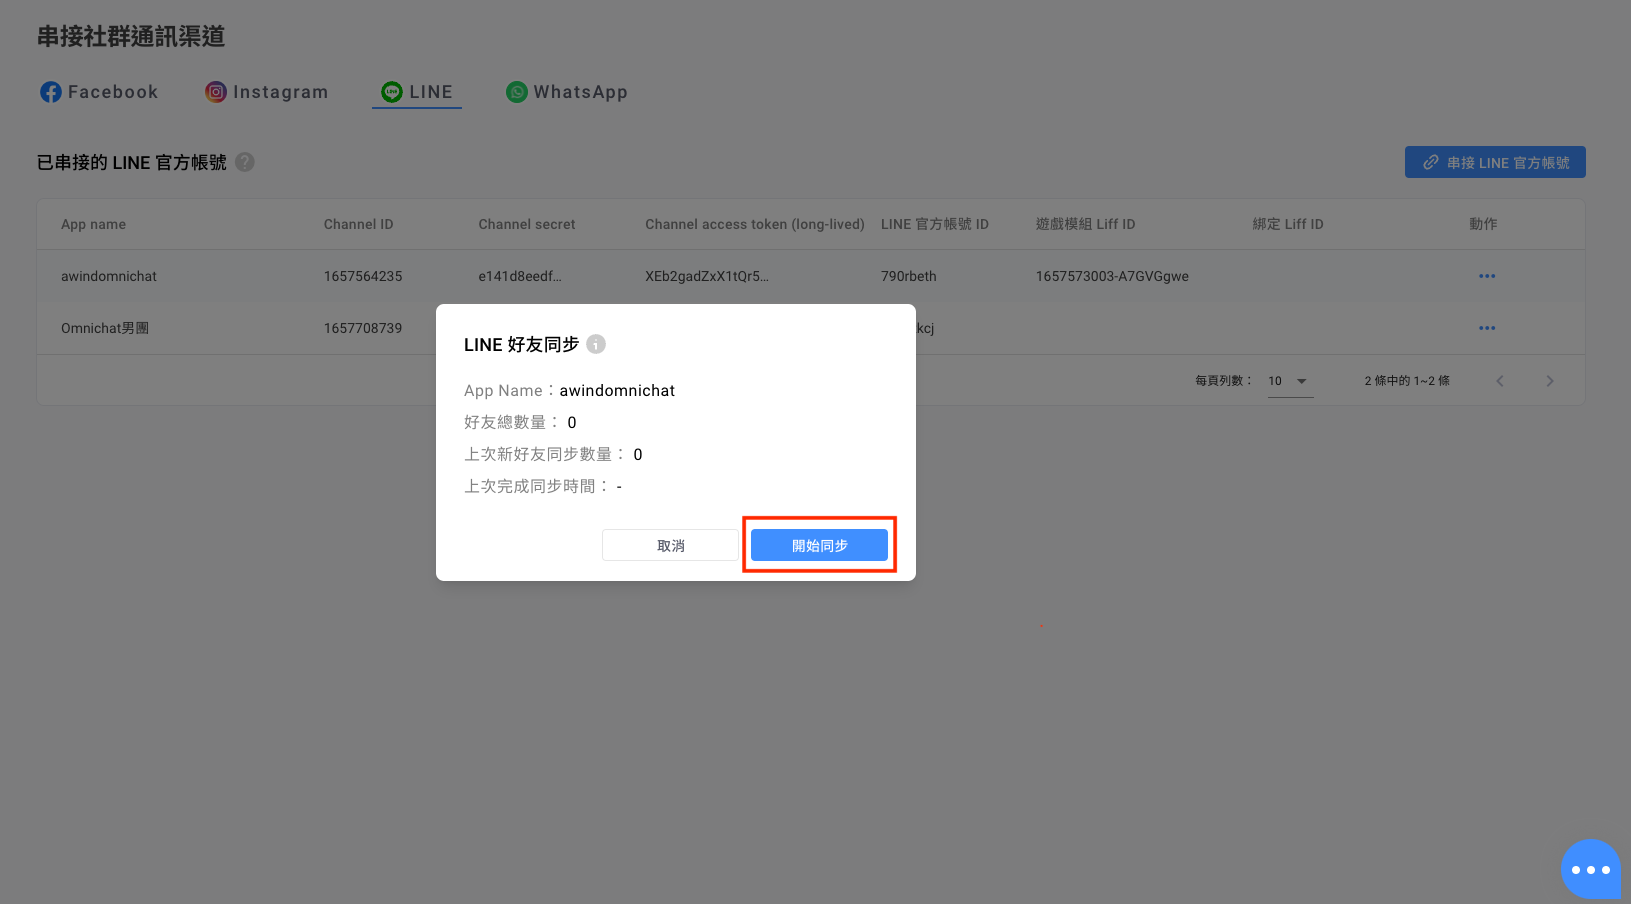 串接社群通訊渠道
Facebook Instagram LINE WhatsApp
已串接的 LINE 官方帳號 ?
串接 LINE 官方帳號
App name Channel ID Channel secret Channel access token (long-lived) LINE 官方帳號 ID 遊戲模組 Liff ID 綁定 Liff ID 動作
awindomnichat 1657564235 e141d8eedf... XEb2gadZxX1tQr5... 790rbeth 1657573003-A7GVGgwe
Omnichat男團 1657708739 kcj
每頁列數： 10 2 條中的 1~2 條
LINE 好友同步
App Name：awindomnichat
好友總數量： 0
上次新好友同步數量： 0
上次完成同步時間： -
取消 開始同步